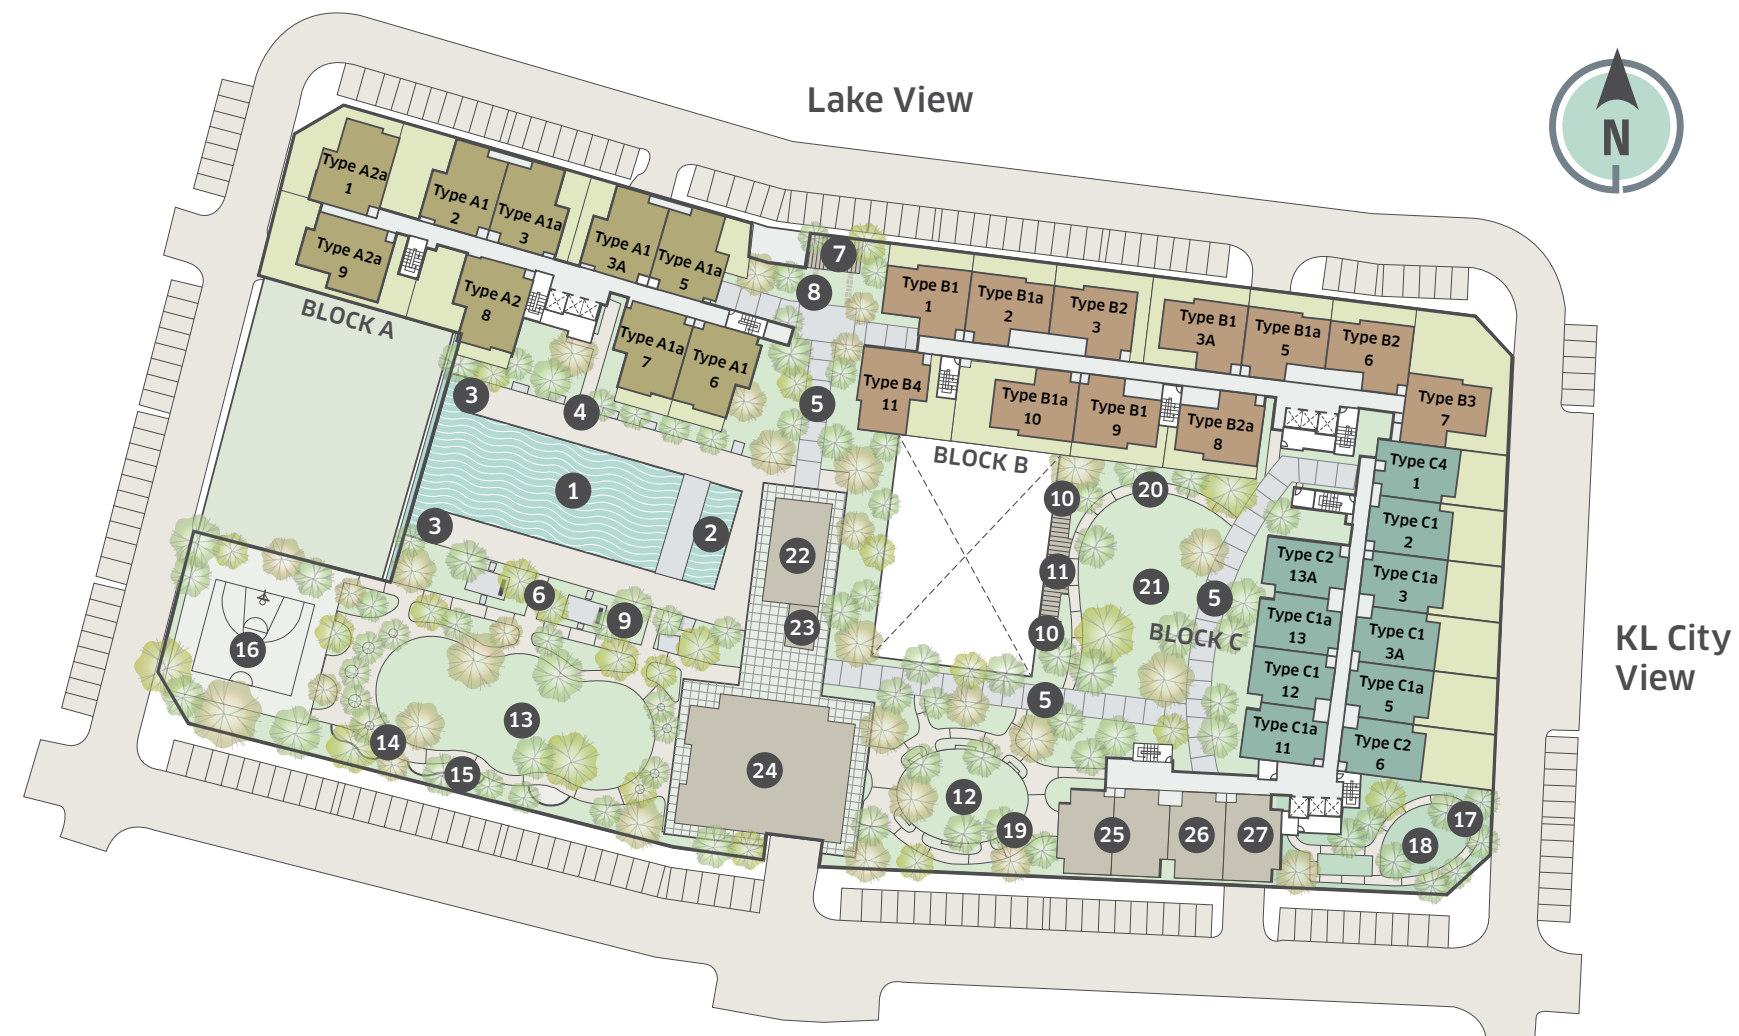 Lake View
N
KL City
View
BLOCK A
Type A2a
1
Type A1
2
Type A1a
3
Type A1
3A
Type A1a
5
Type A2a
9
Type A2
8
Type A1a
7
Type A1
6
BLOCK B
Type B1
1
Type B1a
2
Type B2
3
Type B1
3A
Type B1a
5
Type B2
6
Type B4
11
Type B1a
10
Type B1
9
Type B2a
8
Type B3
7
BLOCK C
Type C4
1
Type C1
2
Type C1a
3
Type C1
3A
Type C1a
5
Type C2
6
Type C2
13A
Type C1a
13
Type C1
12
Type C1a
11
7
8
3
4
5
1
2
3
6
9
22
23
10
20
11
21
5
10
5
16
13
14
15
24
12
19
25
26
27
17
18